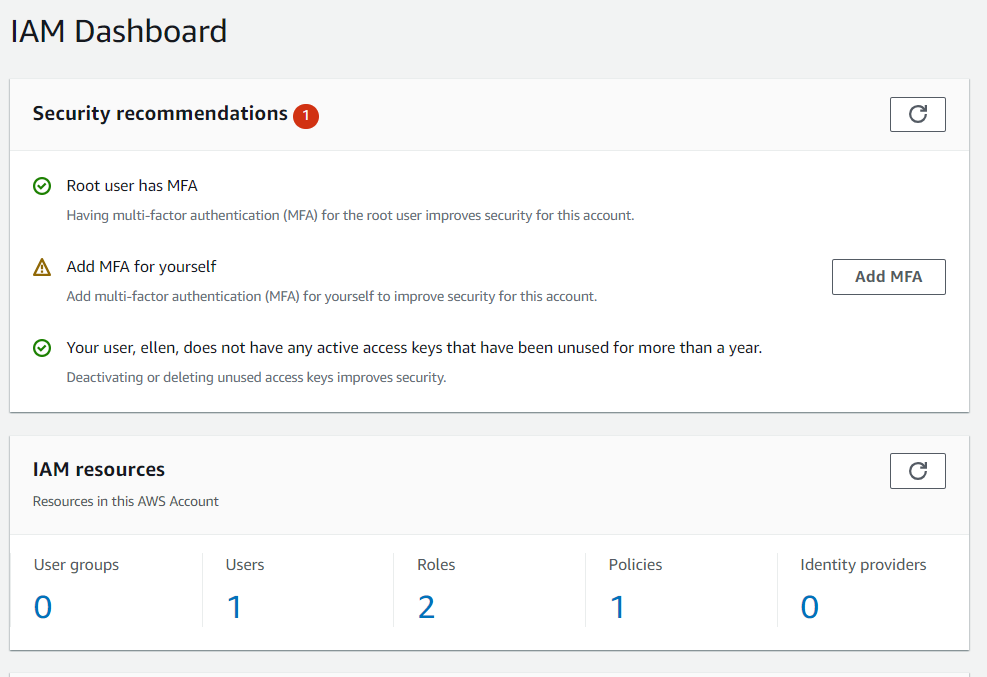 IAM Dashboard
Security recommendations 1
Root user has MFA
Having multi-factor authentication (MFA) for the root user improves security for this account.
Add MFA for yourself
Add multi-factor authentication (MFA) for yourself to improve security for this account.
Add MFA
Your user, ellen, does not have any active access keys that have been unused for more than a year.
Deactivating or deleting unused access keys improves security.
IAM resources
Resources in this AWS Account
User groups
0
Users
1
Roles
2
Policies
1
Identity providers
0